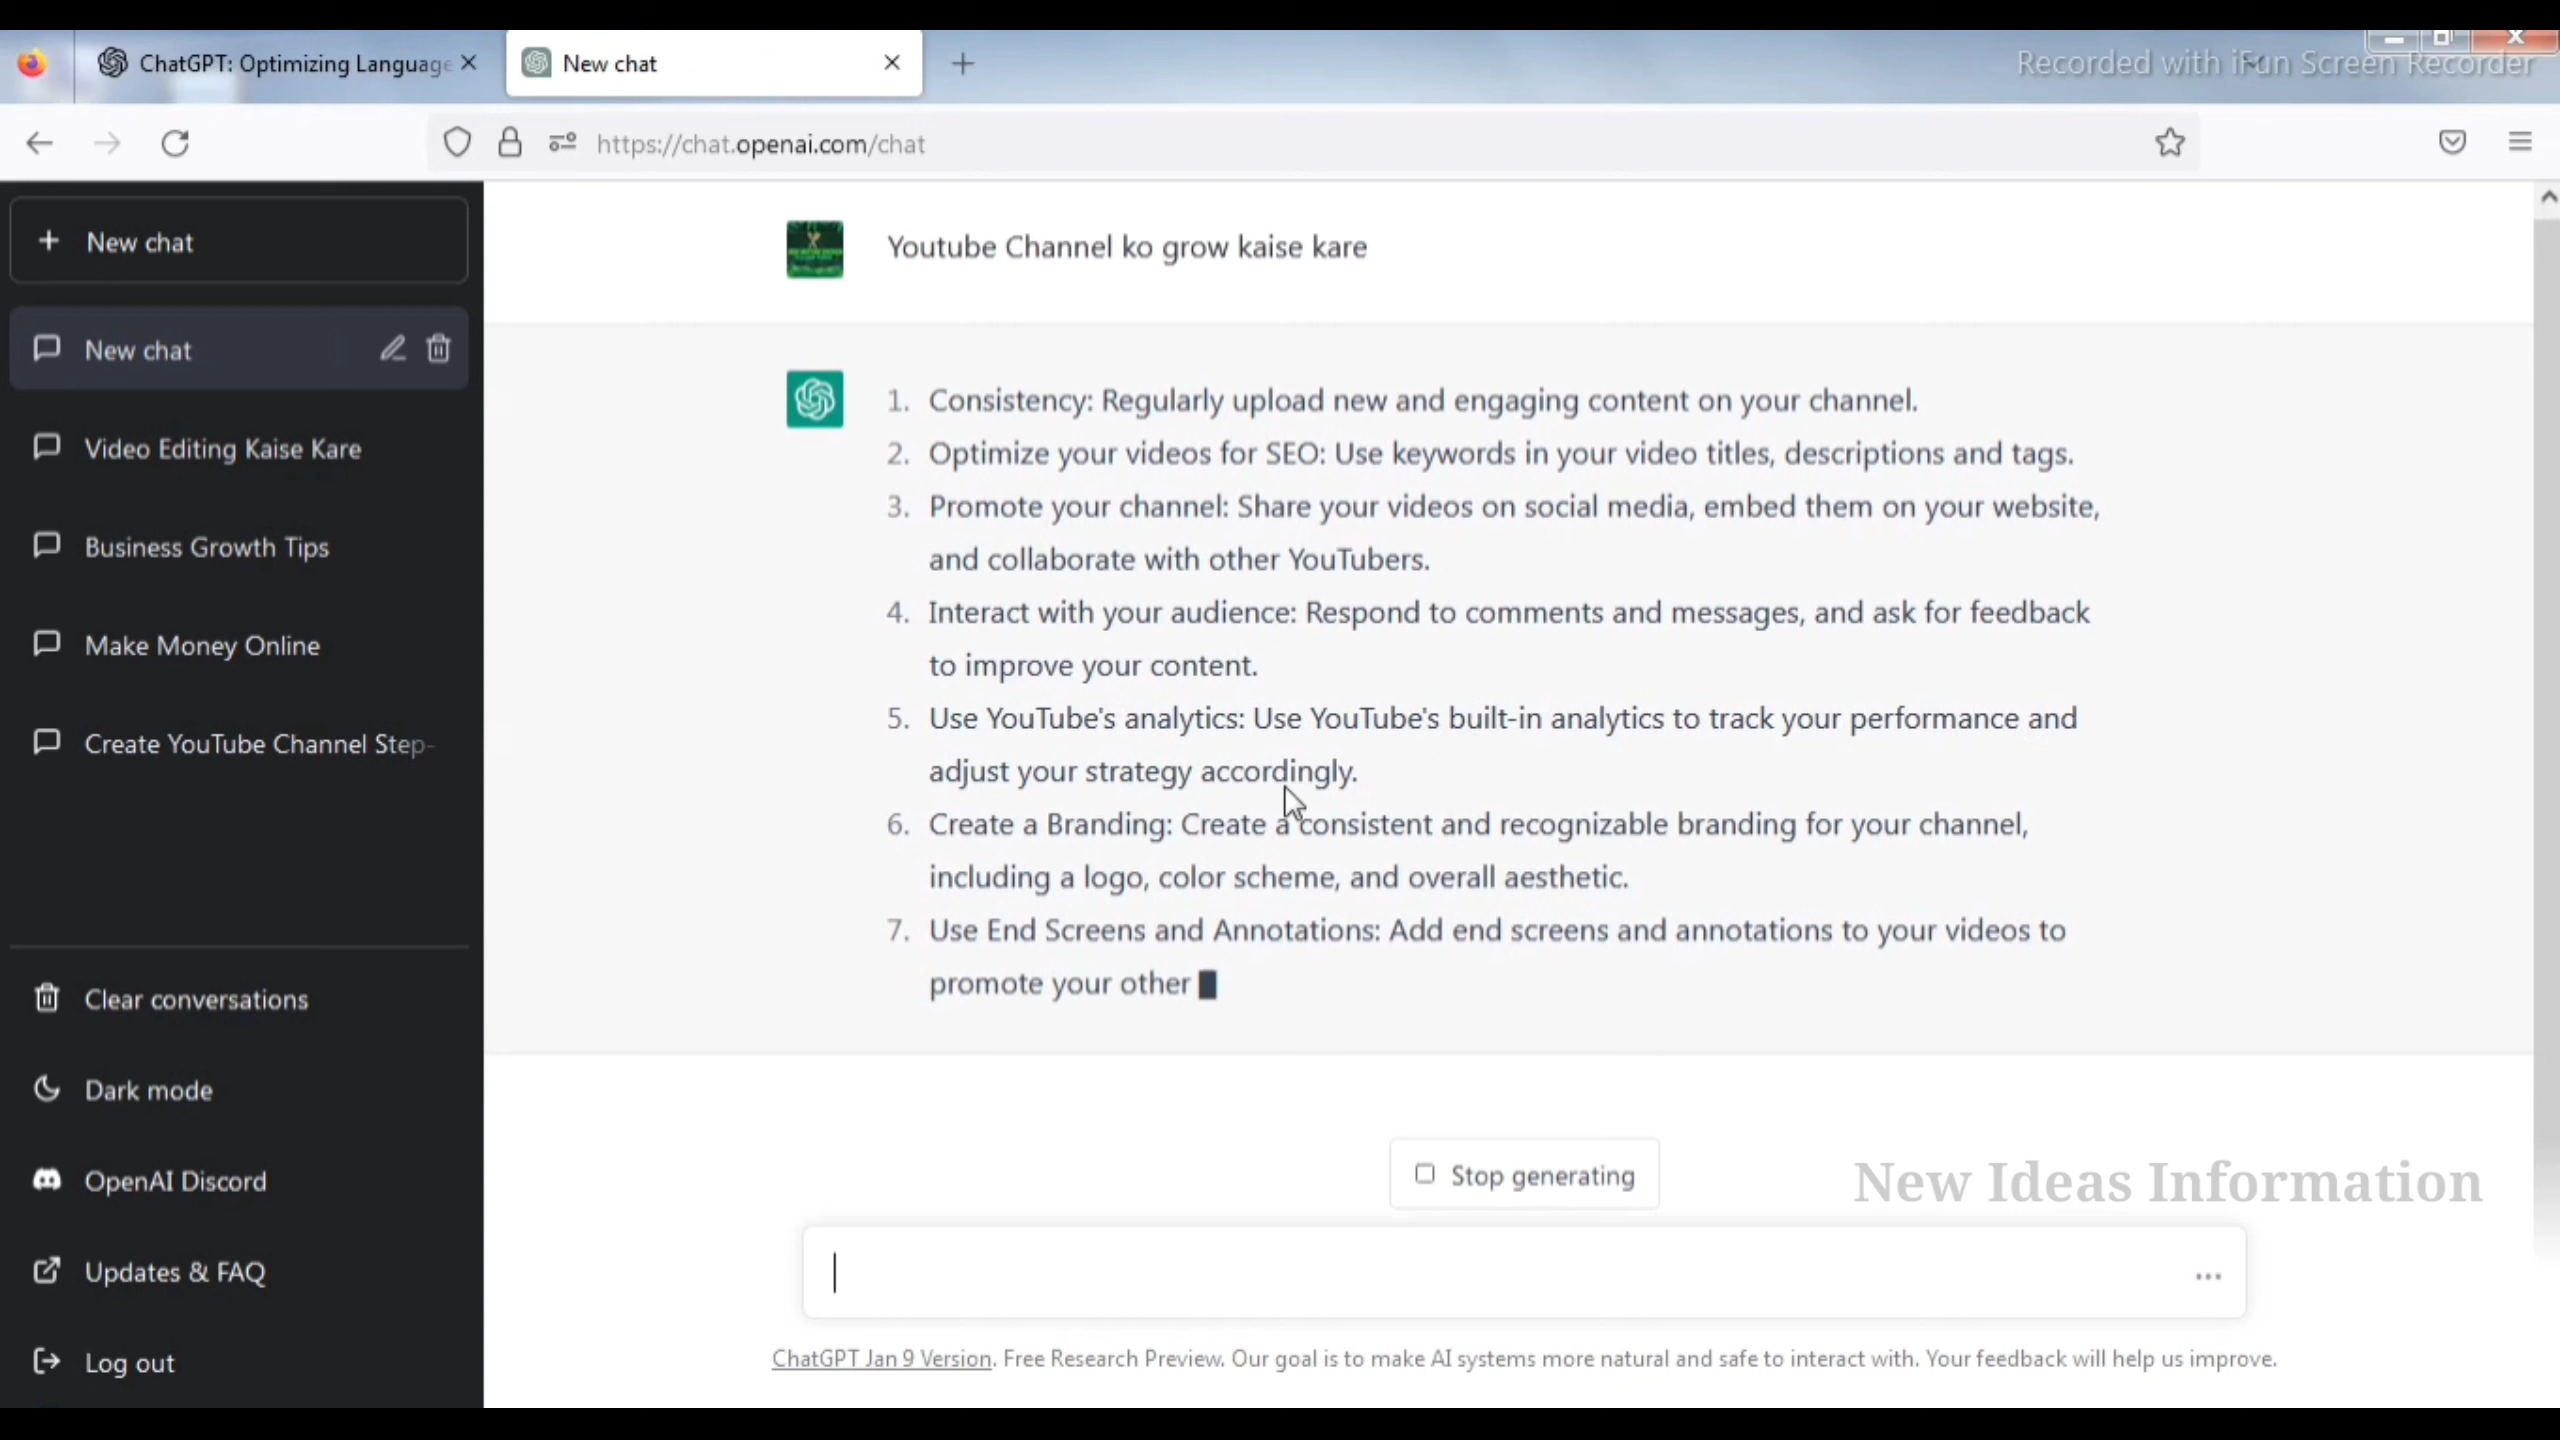 ChatGPT: Optimizing Language
New chat
Recorded with iFun Screen Recorder
https://chat.openai.com/chat
New chat
New chat
Video Editing Kaise Kare
Business Growth Tips
Make Money Online
Create YouTube Channel Step-
Clear conversations
Dark mode
OpenAI Discord
Updates & FAQ
Log out
Youtube Channel ko grow kaise kare
1. Consistency: Regularly upload new and engaging content on your channel.
2. Optimize your videos for SEO: Use keywords in your video titles, descriptions and tags.
3. Promote your channel: Share your videos on social media, embed them on your website,
and collaborate with other YouTubers.
4. Interact with your audience: Respond to comments and messages, and ask for feedback
to improve your content.
5. Use YouTube's analytics: Use YouTube's built-in analytics to track your performance and
adjust your strategy accordingly.
6. Create a Branding: Create a consistent and recognizable branding for your channel,
including a logo, color scheme, and overall aesthetic.
7. Use End Screens and Annotations: Add end screens and annotations to your videos to
promote your other
Stop generating
New Ideas Information
ChatGPT Jan 9 Version. Free Research Preview. Our goal is to make AI systems more natural and safe to interact with. Your feedback will help us improve.